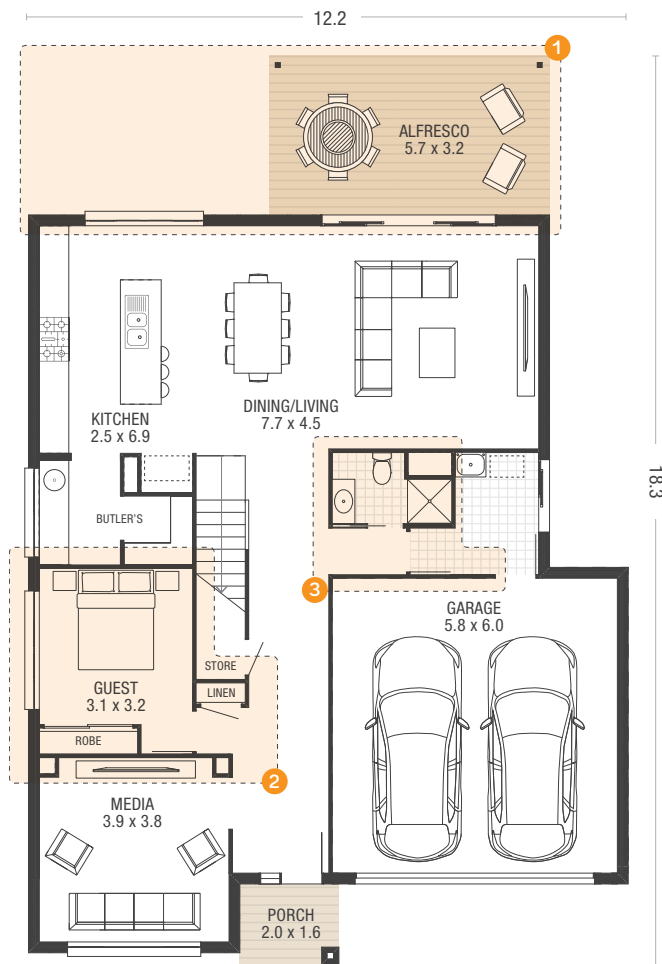 12.2
1
ALFRESCO
5.7 x 3.2
KITCHEN
2.5 x 6.9
DINING/LIVING
7.7 x 4.5
18.3
BUTLER'S
3
GARAGE
5.8 x 6.0
STORE
GUEST
3.1 x 3.2
LINEN
ROBE
2
MEDIA
3.9 x 3.8
PORCH
2.0 x 1.6